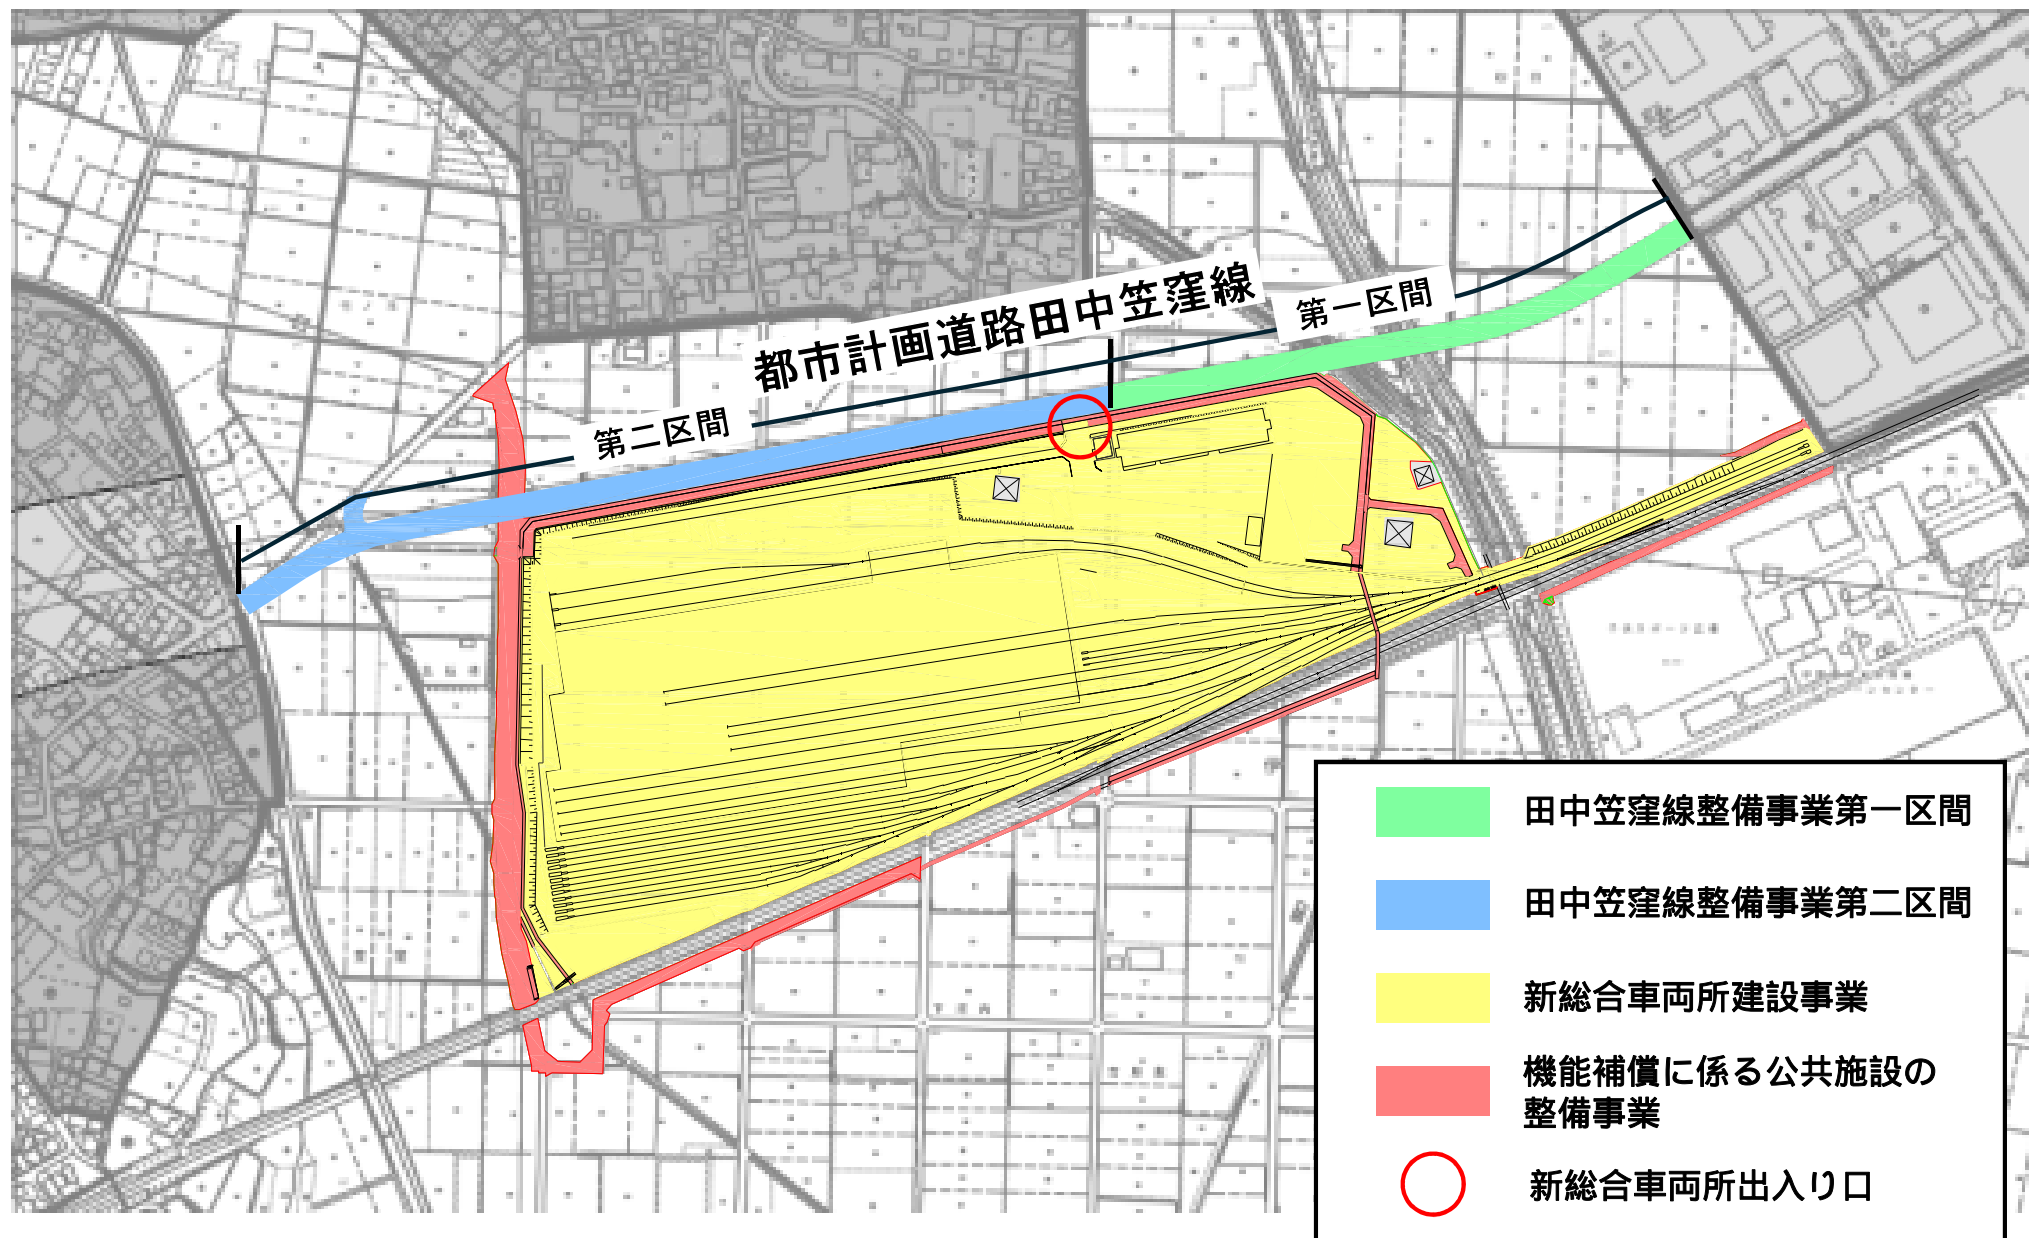 都市計画道路田中笠窪線
第一区間
第二区間
田中笠窪線整備事業第一区間
田中笠窪線整備事業第二区間
新総合車両所建設事業
機能補償に係る公共施設の
整備事業
新総合車両所出入り口